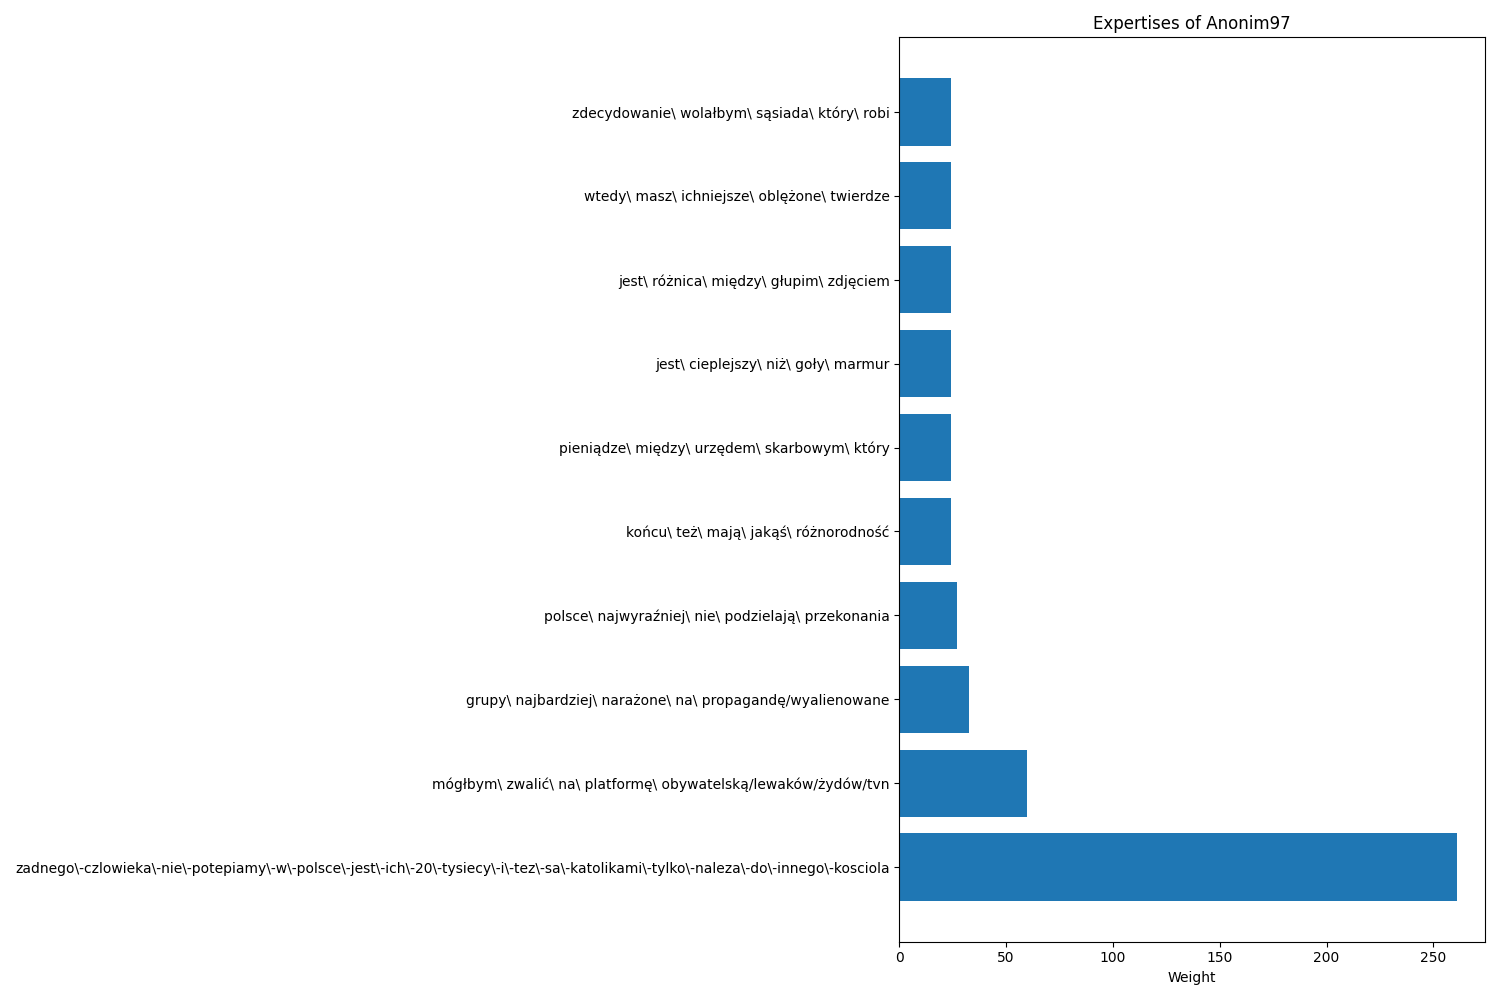 Expertises of Anonim97
zdecydowanie\ wolałbym\ sąsiada\ który\ robi
wtedy\ masz\ ichniejsze\ oblężone\ twierdze
jest\ różnica\ między\ głupim\ zdjęciem
jest\ cieplejszy\ niż\ goły\ marmur
pieniądze\ między\ urzędem\ skarbowym\ który
końcu\ też\ mają\ jakąś\ różnorodność
polsce\ najwyraźniej\ nie\ podzielają\ przekonania
grupy\ najbardziej\ narażone\ na\ propagandę/wyalienowane
mógłbym\ zwalić\ na\ platformę\ obywatelską/lewaków/żydów/tvn
zadnego\-czlowieka\-nie\-potepiamy\-w\-polsce\-jest\-ich\-20\-tysiecy\-i\-tez\-sa\-katolikami\-tylko\-naleza\-do\-innego\-kosciola
0 50 100 150 200 250
Weight